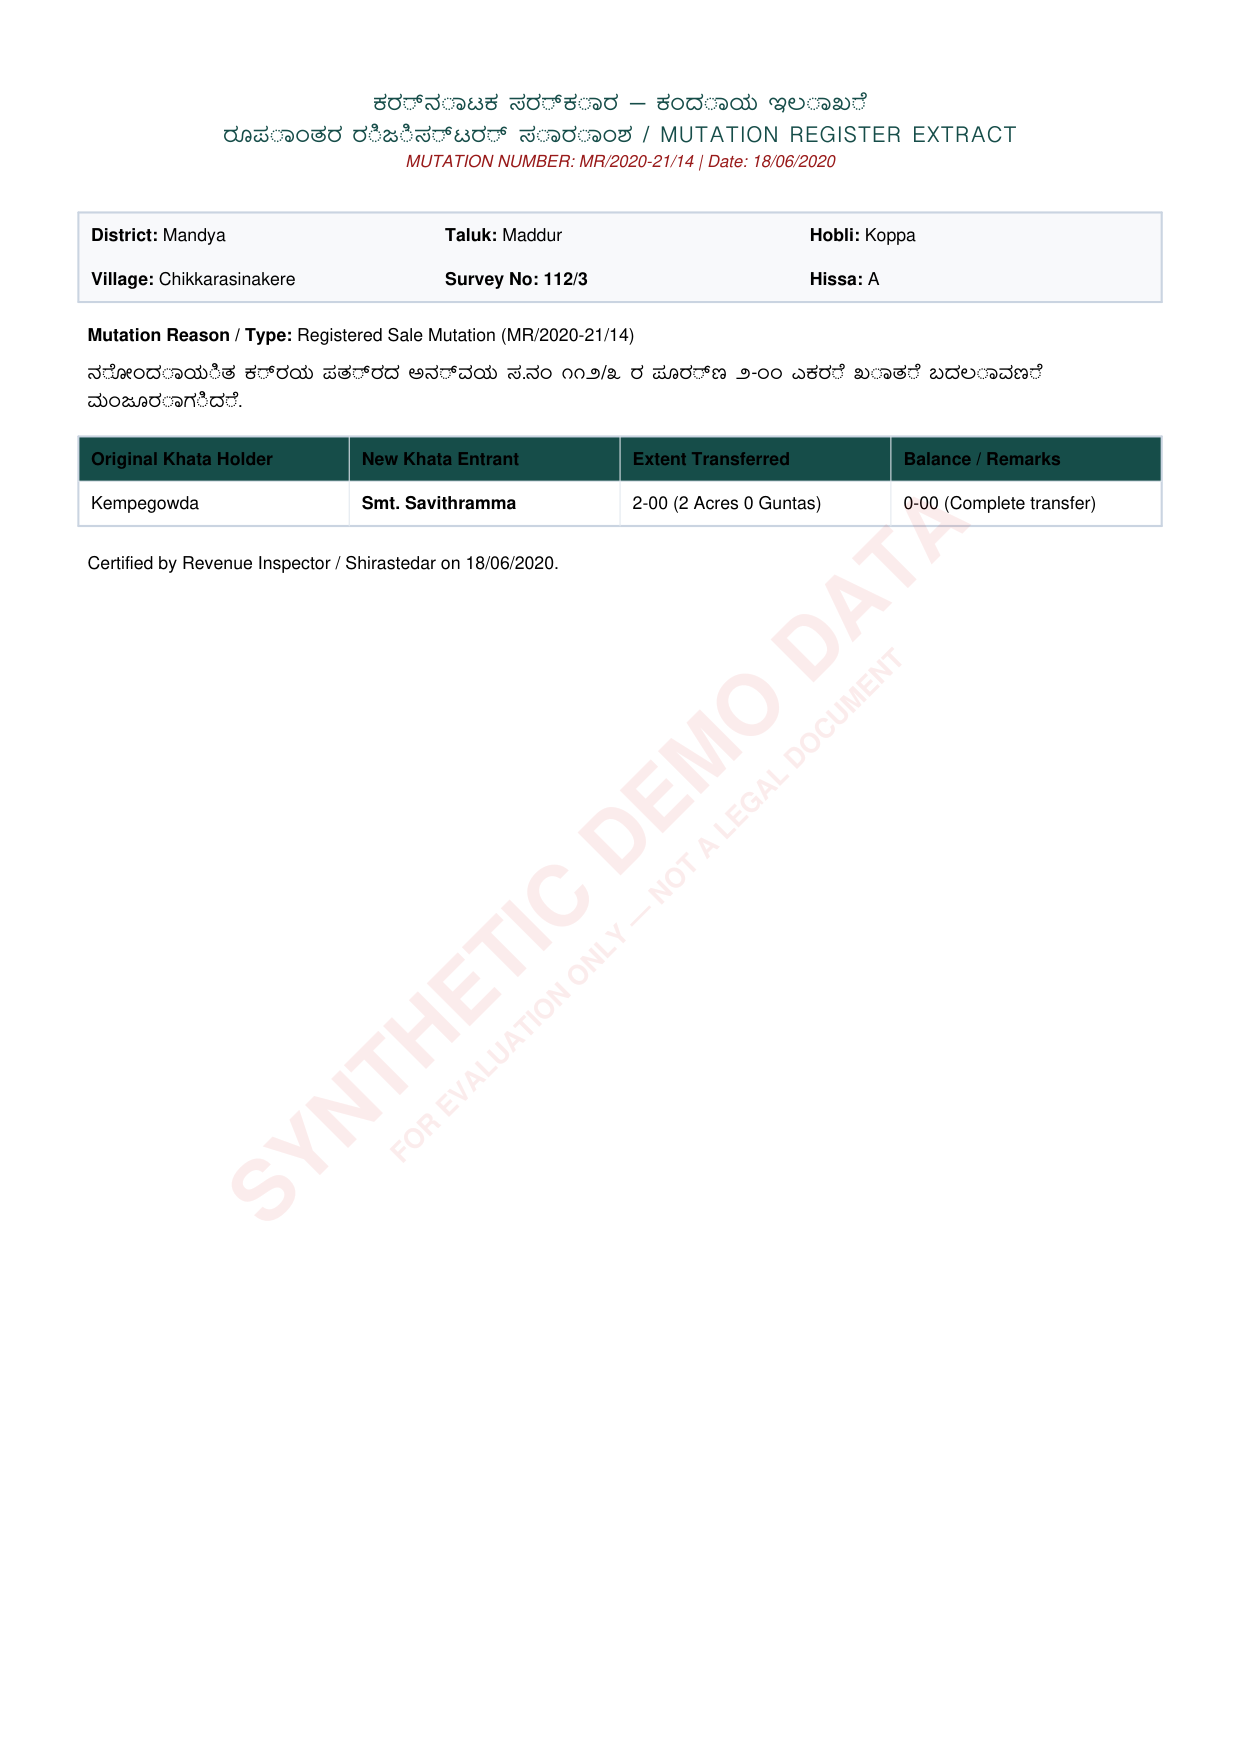 ಕರ್ನಾಟಕ ಸರ್ಕಾರ — ಕಂದಾಯ ಇಲಾಖೆ
ರೂಪಾಂತರ ರಿಜಿಸ್ಟರ್ ಸಾರಾಂಶ / MUTATION REGISTER EXTRACT
MUTATION NUMBER: MR/2020-21/14 | Date: 18/06/2020
District: Mandya Taluk: Maddur Hobli: Koppa
Village: Chikkarasinakere Survey No: 112/3 Hissa: A
Mutation Reason / Type: Registered Sale Mutation (MR/2020-21/14)
ನೋಂದಾಯಿತ ಕ್ರಯ ಪತ್ರದ ಅನ್ವಯ ಸ.ನಂ ೧೧೨/೩ ರ ಪೂರ್ಣ ೨-೦೦ ಎಕರೆ ಖಾತೆ ಬದಲಾವಣೆ
ಮಂಜೂರಾಗಿದೆ.
Original Khata Holder New Khata Entrant Extent Transferred Balance / Remarks
Kempegowda Smt. Savithramma 2-00 (2 Acres 0 Guntas) 0-00 (Complete transfer)
Certified by Revenue Inspector / Shirastedar on 18/06/2020.
SYNTHETIC DEMO DATA
FOR EVALUATION ONLY — NOT A LEGAL DOCUMENT